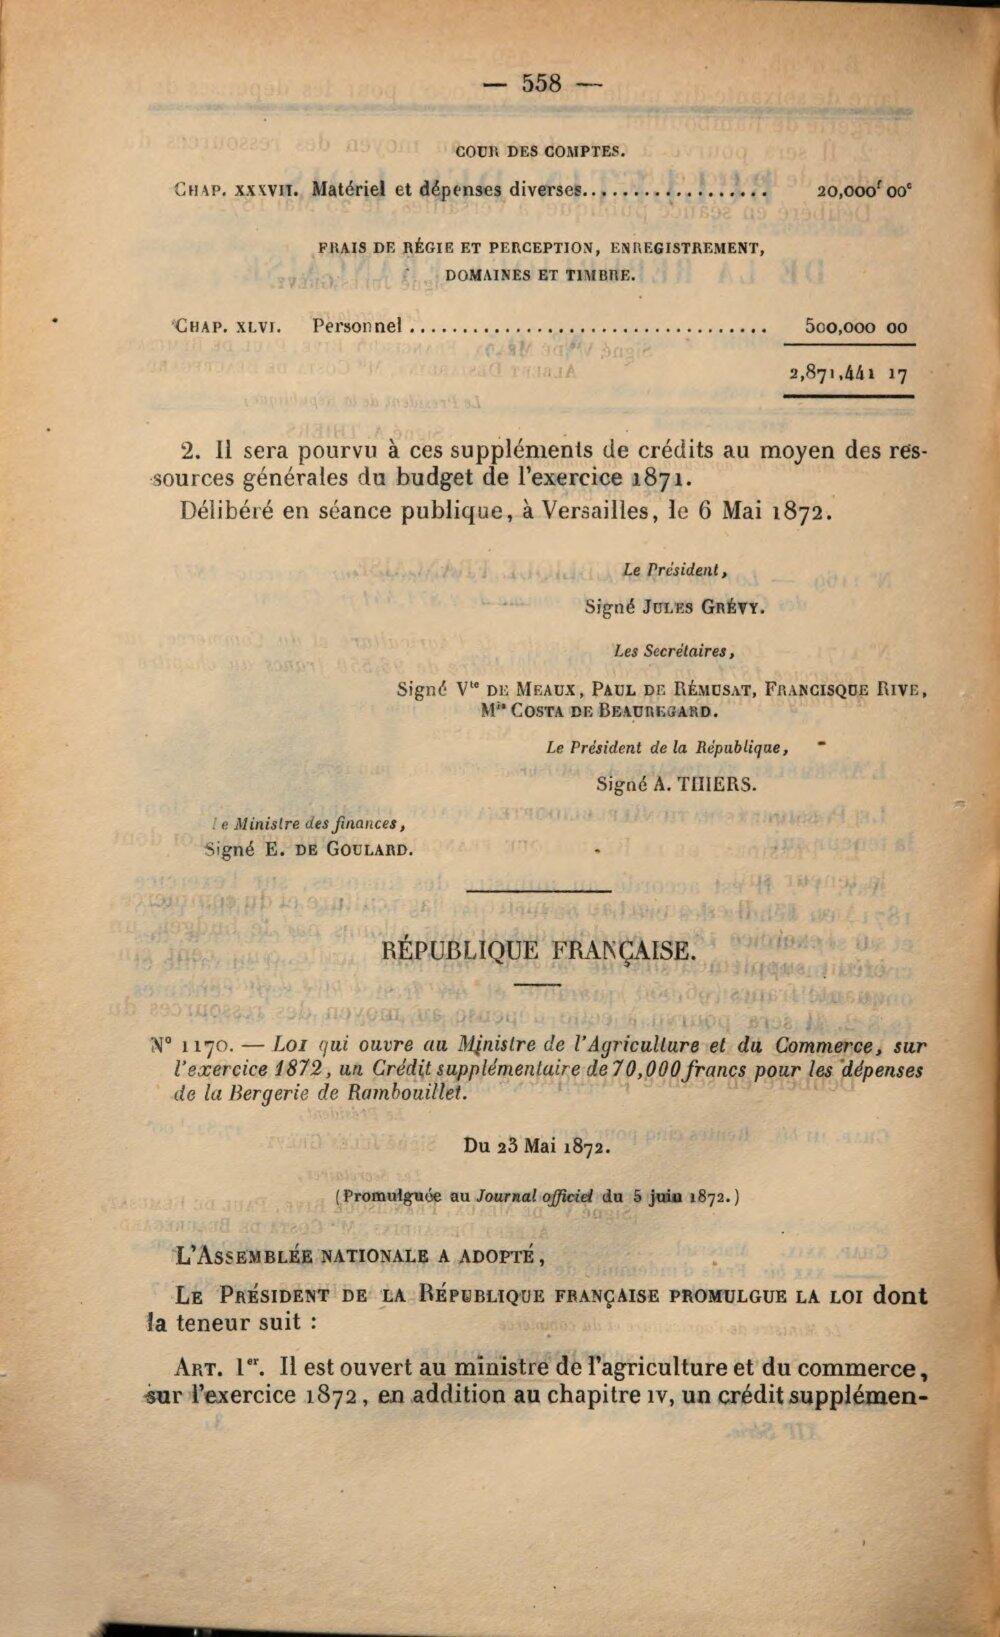 — 558 —
COUR DES COMPTES.
CHAP. XXXVII. Matériel et dépenses diverses.................. 20,000ᶠ 00ᶜ
FRAIS DE RÉGIE ET PERCEPTION, ENREGISTREMENT,
DOMAINES ET TIMBRE.
CHAP. XLVI. Personnel.................................. 500,000 00
2,871,441 17
2. Il sera pourvu à ces suppléments de crédits au moyen des res-
sources générales du budget de l'exercice 1871.
Délibéré en séance publique, à Versailles, le 6 Mai 1872.
Le Président,
Signé JULES GRÉVY.
Les Secrétaires,
Signé Vᵗᵉ DE MEAUX, PAUL DE RÉMUSAT, FRANCISQUE RIVE,
Mⁱˢ COSTA DE BEAUREGARD.
Le Président de la République,
Signé A. THIERS.
Le Ministre des finances,
Signé E. DE GOULARD.
RÉPUBLIQUE FRANÇAISE.
N° 1170. — LOI qui ouvre au Ministre de l'Agriculture et du Commerce, sur
l'exercice 1872, un Crédit supplémentaire de 70,000 francs pour les dépenses
de la Bergerie de Rambouillet.
Du 23 Mai 1872.
(Promulguée au Journal officiel du 5 juin 1872.)
L'ASSEMBLÉE NATIONALE A ADOPTÉ,
LE PRÉSIDENT DE LA RÉPUBLIQUE FRANÇAISE PROMULGUE LA LOI dont
la teneur suit :
ART. 1ᵉʳ. Il est ouvert au ministre de l'agriculture et du commerce,
sur l'exercice 1872, en addition au chapitre IV, un crédit supplémen-